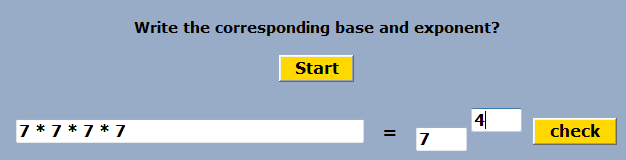 Write the corresponding base and exponent?
Start
7 * 7 * 7 * 7 = 7 4 check